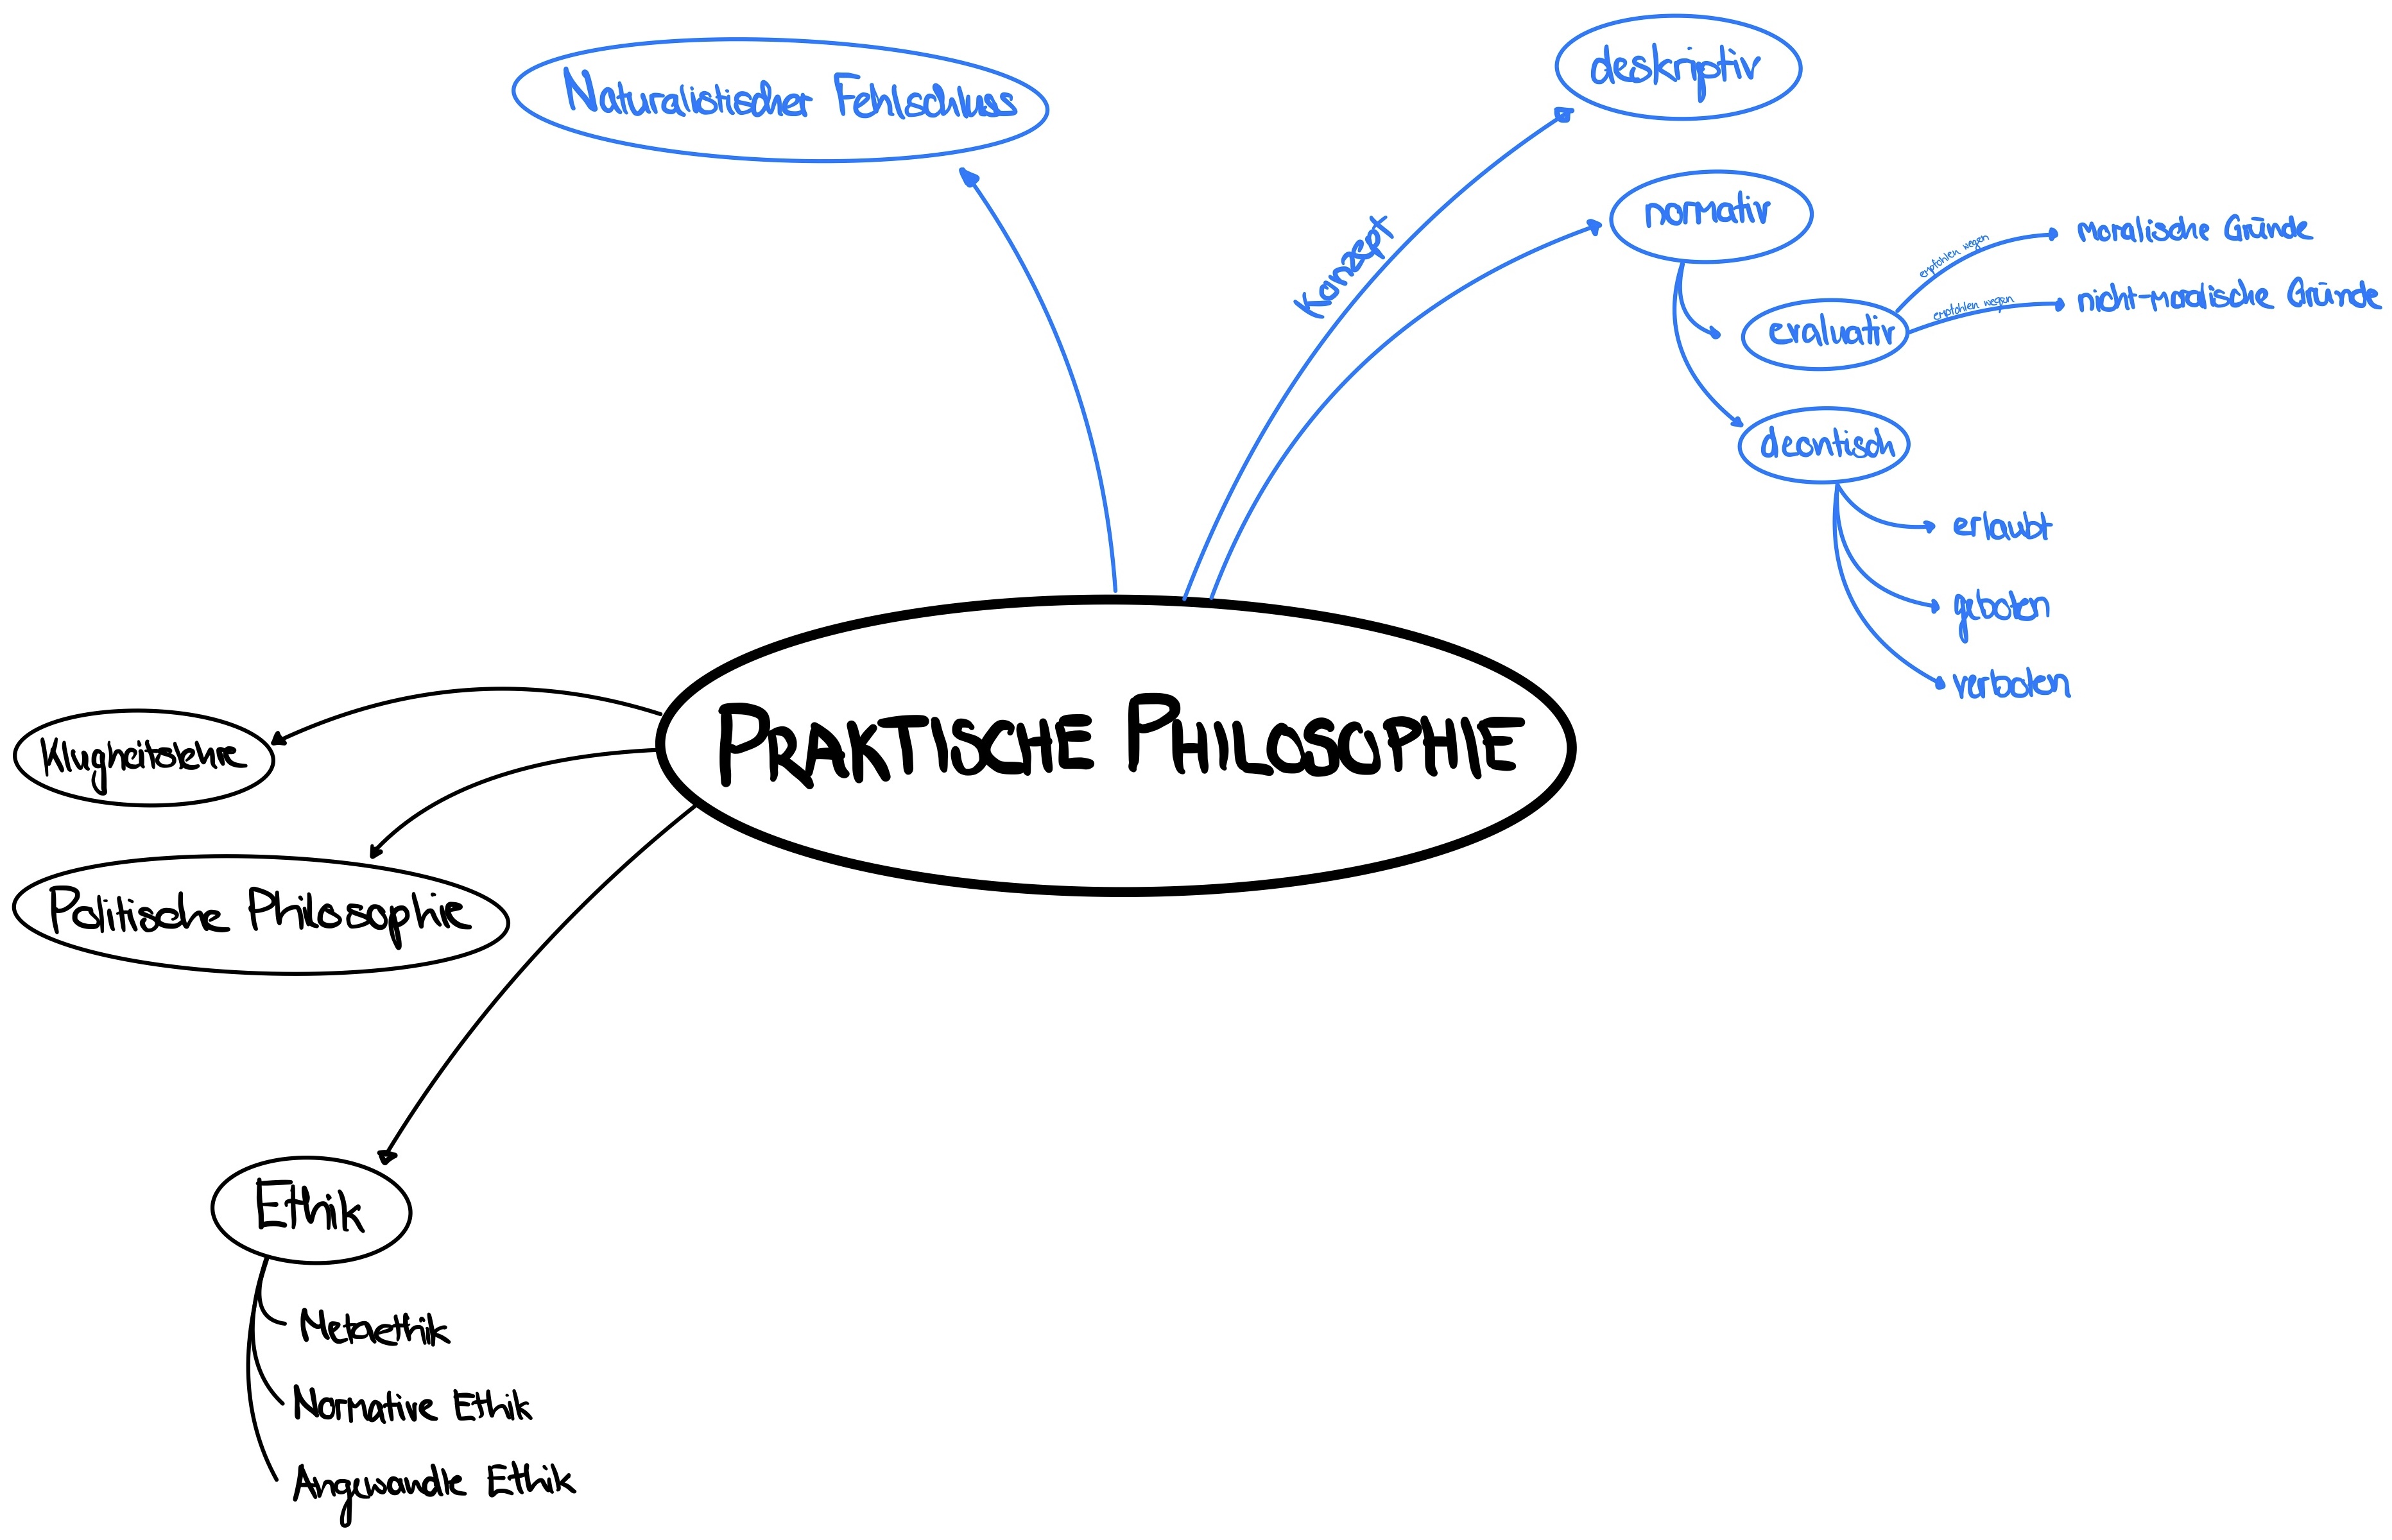 Naturalistischer Fehlschluss
deskriptiv
Konzept
normativ
empfohlen wegen
moralische Gründe
empfohlen wegen
nicht-moralische Gründe
evaluativ
deontisch
erlaubt
geboten
verboten
PRAKTISCHE PHILOSOPHIE
Klugheitslehre
Politische Philosophie
Ethik
Metaethik
Normative Ethik
Angewandte Ethik